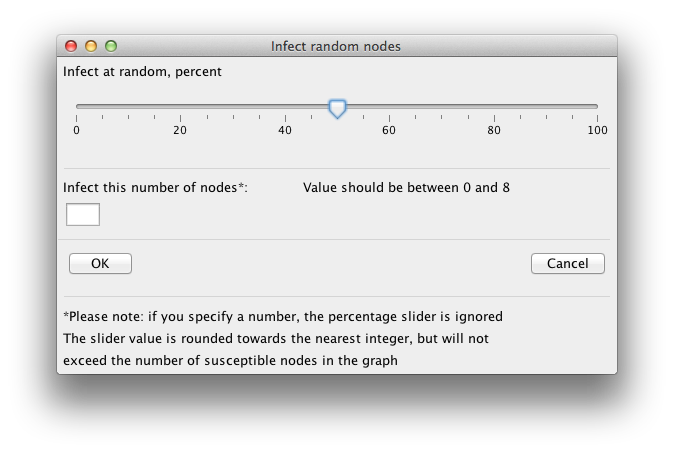 Infect random nodes
Infect at random, percent
0 20 40 60 80 100
Infect this number of nodes*: Value should be between 0 and 8
OK Cancel
*Please note: if you specify a number, the percentage slider is ignored
The slider value is rounded towards the nearest integer, but will not
exceed the number of susceptible nodes in the graph